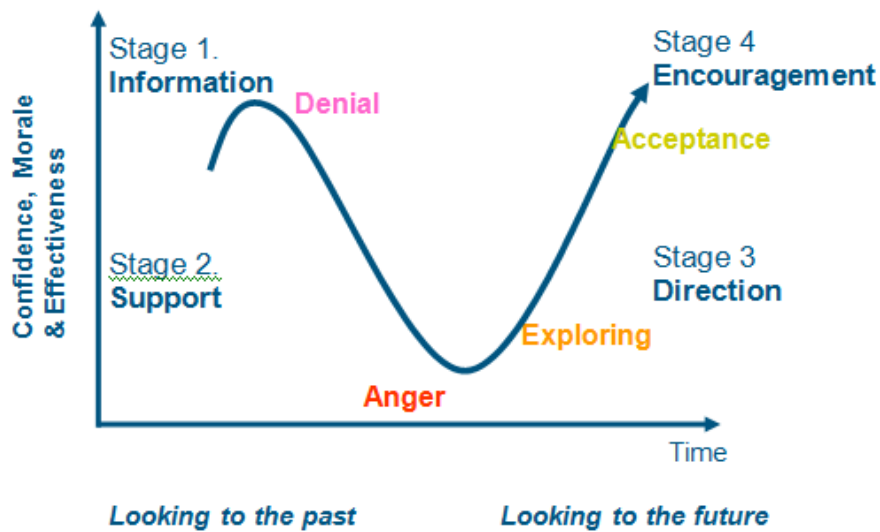 Stage 1.
Information
Denial
Stage 4
Encouragement
Acceptance
Confidence, Morale
& Effectiveness
Stage 2.
Support
Stage 3
Direction
Exploring
Anger
Time
Looking to the past
Looking to the future